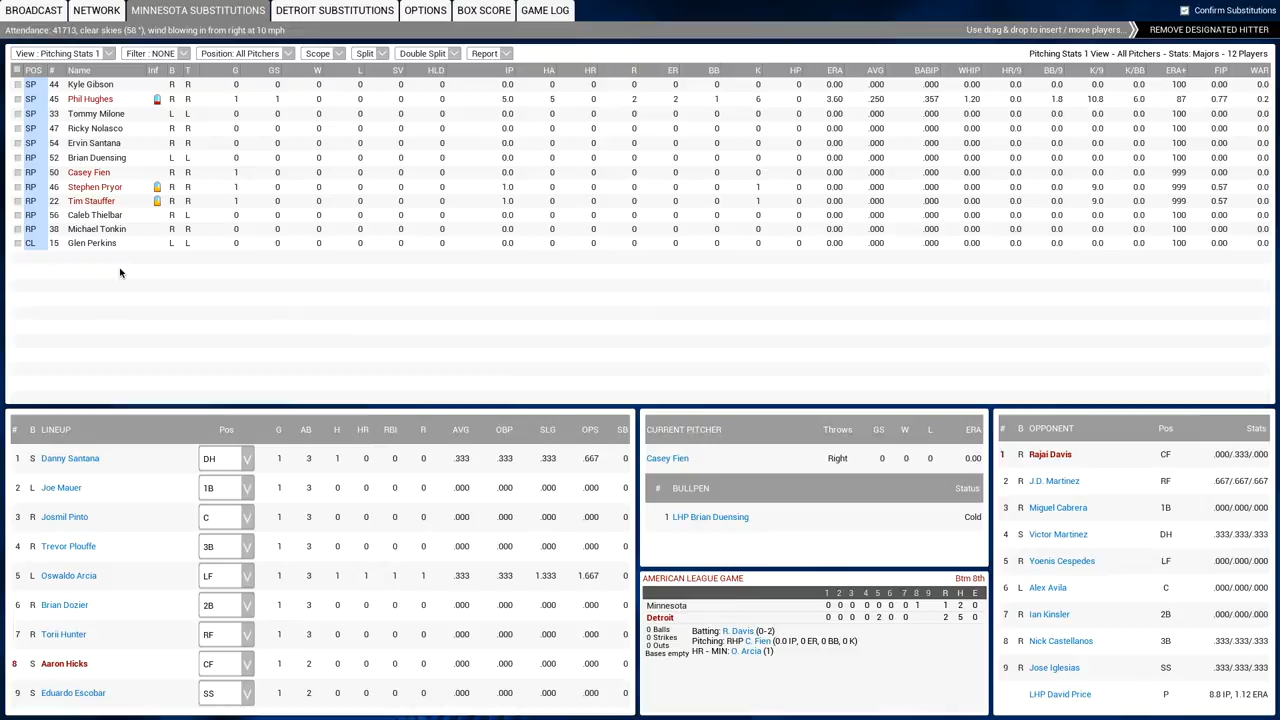 BROADCAST NETWORK MINNESOTA SUBSTITUTIONS DETROIT SUBSTITUTIONS OPTIONS BOX SCORE GAME LOG Confirm Substitutions
Attendance: 41713, clear skies (58 °), wind blowing in from right at 10 mph Use drag & drop to insert / move players... REMOVE DESIGNATED HITTER
View : Pitching Stats 1 Filter : NONE Position: All Pitchers Scope Split Double Split Report Pitching Stats 1 View - All Pitchers - Stats: Majors - 12 Players
POS # Name Inf B T G GS W L SV HLD IP HA HR R ER BB K HP ERA AVG BABIP WHIP HR/9 BB/9 K/9 K/BB ERA+ FIP WAR
SP 44 Kyle Gibson R R 0 0 0 0 0 0 0.0 0 0 0 0 0 0 0 0.00 .000 .000 0.00 0.0 0.0 0.0 0.0 100 0.00 0.0
SP 45 Phil Hughes R R 1 1 0 0 0 0 5.0 5 0 2 2 1 6 0 3.60 .250 .357 1.20 0.0 1.8 10.8 6.0 87 0.77 0.2
SP 33 Tommy Milone L L 0 0 0 0 0 0 0.0 0 0 0 0 0 0 0 0.00 .000 .000 0.00 0.0 0.0 0.0 0.0 100 0.00 0.0
SP 47 Ricky Nolasco R R 0 0 0 0 0 0 0.0 0 0 0 0 0 0 0 0.00 .000 .000 0.00 0.0 0.0 0.0 0.0 100 0.00 0.0
SP 54 Ervin Santana R R 0 0 0 0 0 0 0.0 0 0 0 0 0 0 0 0.00 .000 .000 0.00 0.0 0.0 0.0 0.0 100 0.00 0.0
RP 52 Brian Duensing L L 0 0 0 0 0 0 0.0 0 0 0 0 0 0 0 0.00 .000 .000 0.00 0.0 0.0 0.0 0.0 100 0.00 0.0
RP 50 Casey Fien R R 1 0 0 0 0 0 0.0 0 0 0 0 0 0 0 0.00 .000 .000 0.00 0.0 0.0 0.0 0.0 999 0.00 0.0
RP 46 Stephen Pryor R R 1 0 0 0 0 0 1.0 0 0 0 0 0 1 0 0.00 .000 .000 0.00 0.0 0.0 9.0 0.0 999 0.57 0.0
RP 22 Tim Stauffer R R 1 0 0 0 0 0 1.0 0 0 0 0 0 1 0 0.00 .000 .000 0.00 0.0 0.0 9.0 0.0 999 0.57 0.0
RP 56 Caleb Thielbar R L 0 0 0 0 0 0 0.0 0 0 0 0 0 0 0 0.00 .000 .000 0.00 0.0 0.0 0.0 0.0 100 0.00 0.0
RP 38 Michael Tonkin R R 0 0 0 0 0 0 0.0 0 0 0 0 0 0 0 0.00 .000 .000 0.00 0.0 0.0 0.0 0.0 100 0.00 0.0
CL 15 Glen Perkins L L 0 0 0 0 0 0 0.0 0 0 0 0 0 0 0 0.00 .000 .000 0.00 0.0 0.0 0.0 0.0 100 0.00 0.0
# B LINEUP Pos G AB H HR RBI R AVG OBP SLG OPS SB
1 S Danny Santana DH 1 3 1 0 0 0 .333 .333 .333 .667 0
2 L Joe Mauer 1B 1 3 0 0 0 0 .000 .000 .000 .000 0
3 R Josmil Pinto C 1 3 0 0 0 0 .000 .000 .000 .000 0
4 R Trevor Plouffe 3B 1 3 0 0 0 0 .000 .000 .000 .000 0
5 L Oswaldo Arcia LF 1 3 1 1 1 1 .333 .333 1.333 1.667 0
6 R Brian Dozier 2B 1 3 0 0 0 0 .000 .000 .000 .000 0
7 R Torii Hunter RF 1 3 0 0 0 0 .000 .000 .000 .000 0
8 S Aaron Hicks CF 1 2 0 0 0 0 .000 .000 .000 .000 0
9 S Eduardo Escobar SS 1 2 0 0 0 0 .000 .000 .000 .000 0
CURRENT PITCHER Throws GS W L ERA
Casey Fien Right 0 0 0 0.00
# BULLPEN Status
1 LHP Brian Duensing Cold
AMERICAN LEAGUE GAME Btm 8th
1 2 3 4 5 6 7 8 9 R H E
Minnesota 0 0 0 0 0 0 0 1 1 2 0
Detroit 0 0 0 0 2 0 0 2 5 0
0 Balls
0 Strikes
0 Outs
Bases empty
Batting: R. Davis (0-2)
Pitching: RHP C. Fien (0.0 IP, 0 ER, 0 BB, 0 K)
HR - MIN: O. Arcia (1)
# B OPPONENT Pos Stats
1 R Rajai Davis CF .000/.333/.000
2 R J.D. Martinez RF .667/.667/.667
3 R Miguel Cabrera 1B .000/.000/.000
4 S Victor Martinez DH .333/.333/.333
5 R Yoenis Cespedes LF .000/.000/.000
6 L Alex Avila C .000/.000/.000
7 R Ian Kinsler 2B .000/.000/.000
8 R Nick Castellanos 3B .333/.333/.333
9 R Jose Iglesias SS .333/.333/.333
LHP David Price P 8.8 IP, 1.12 ERA